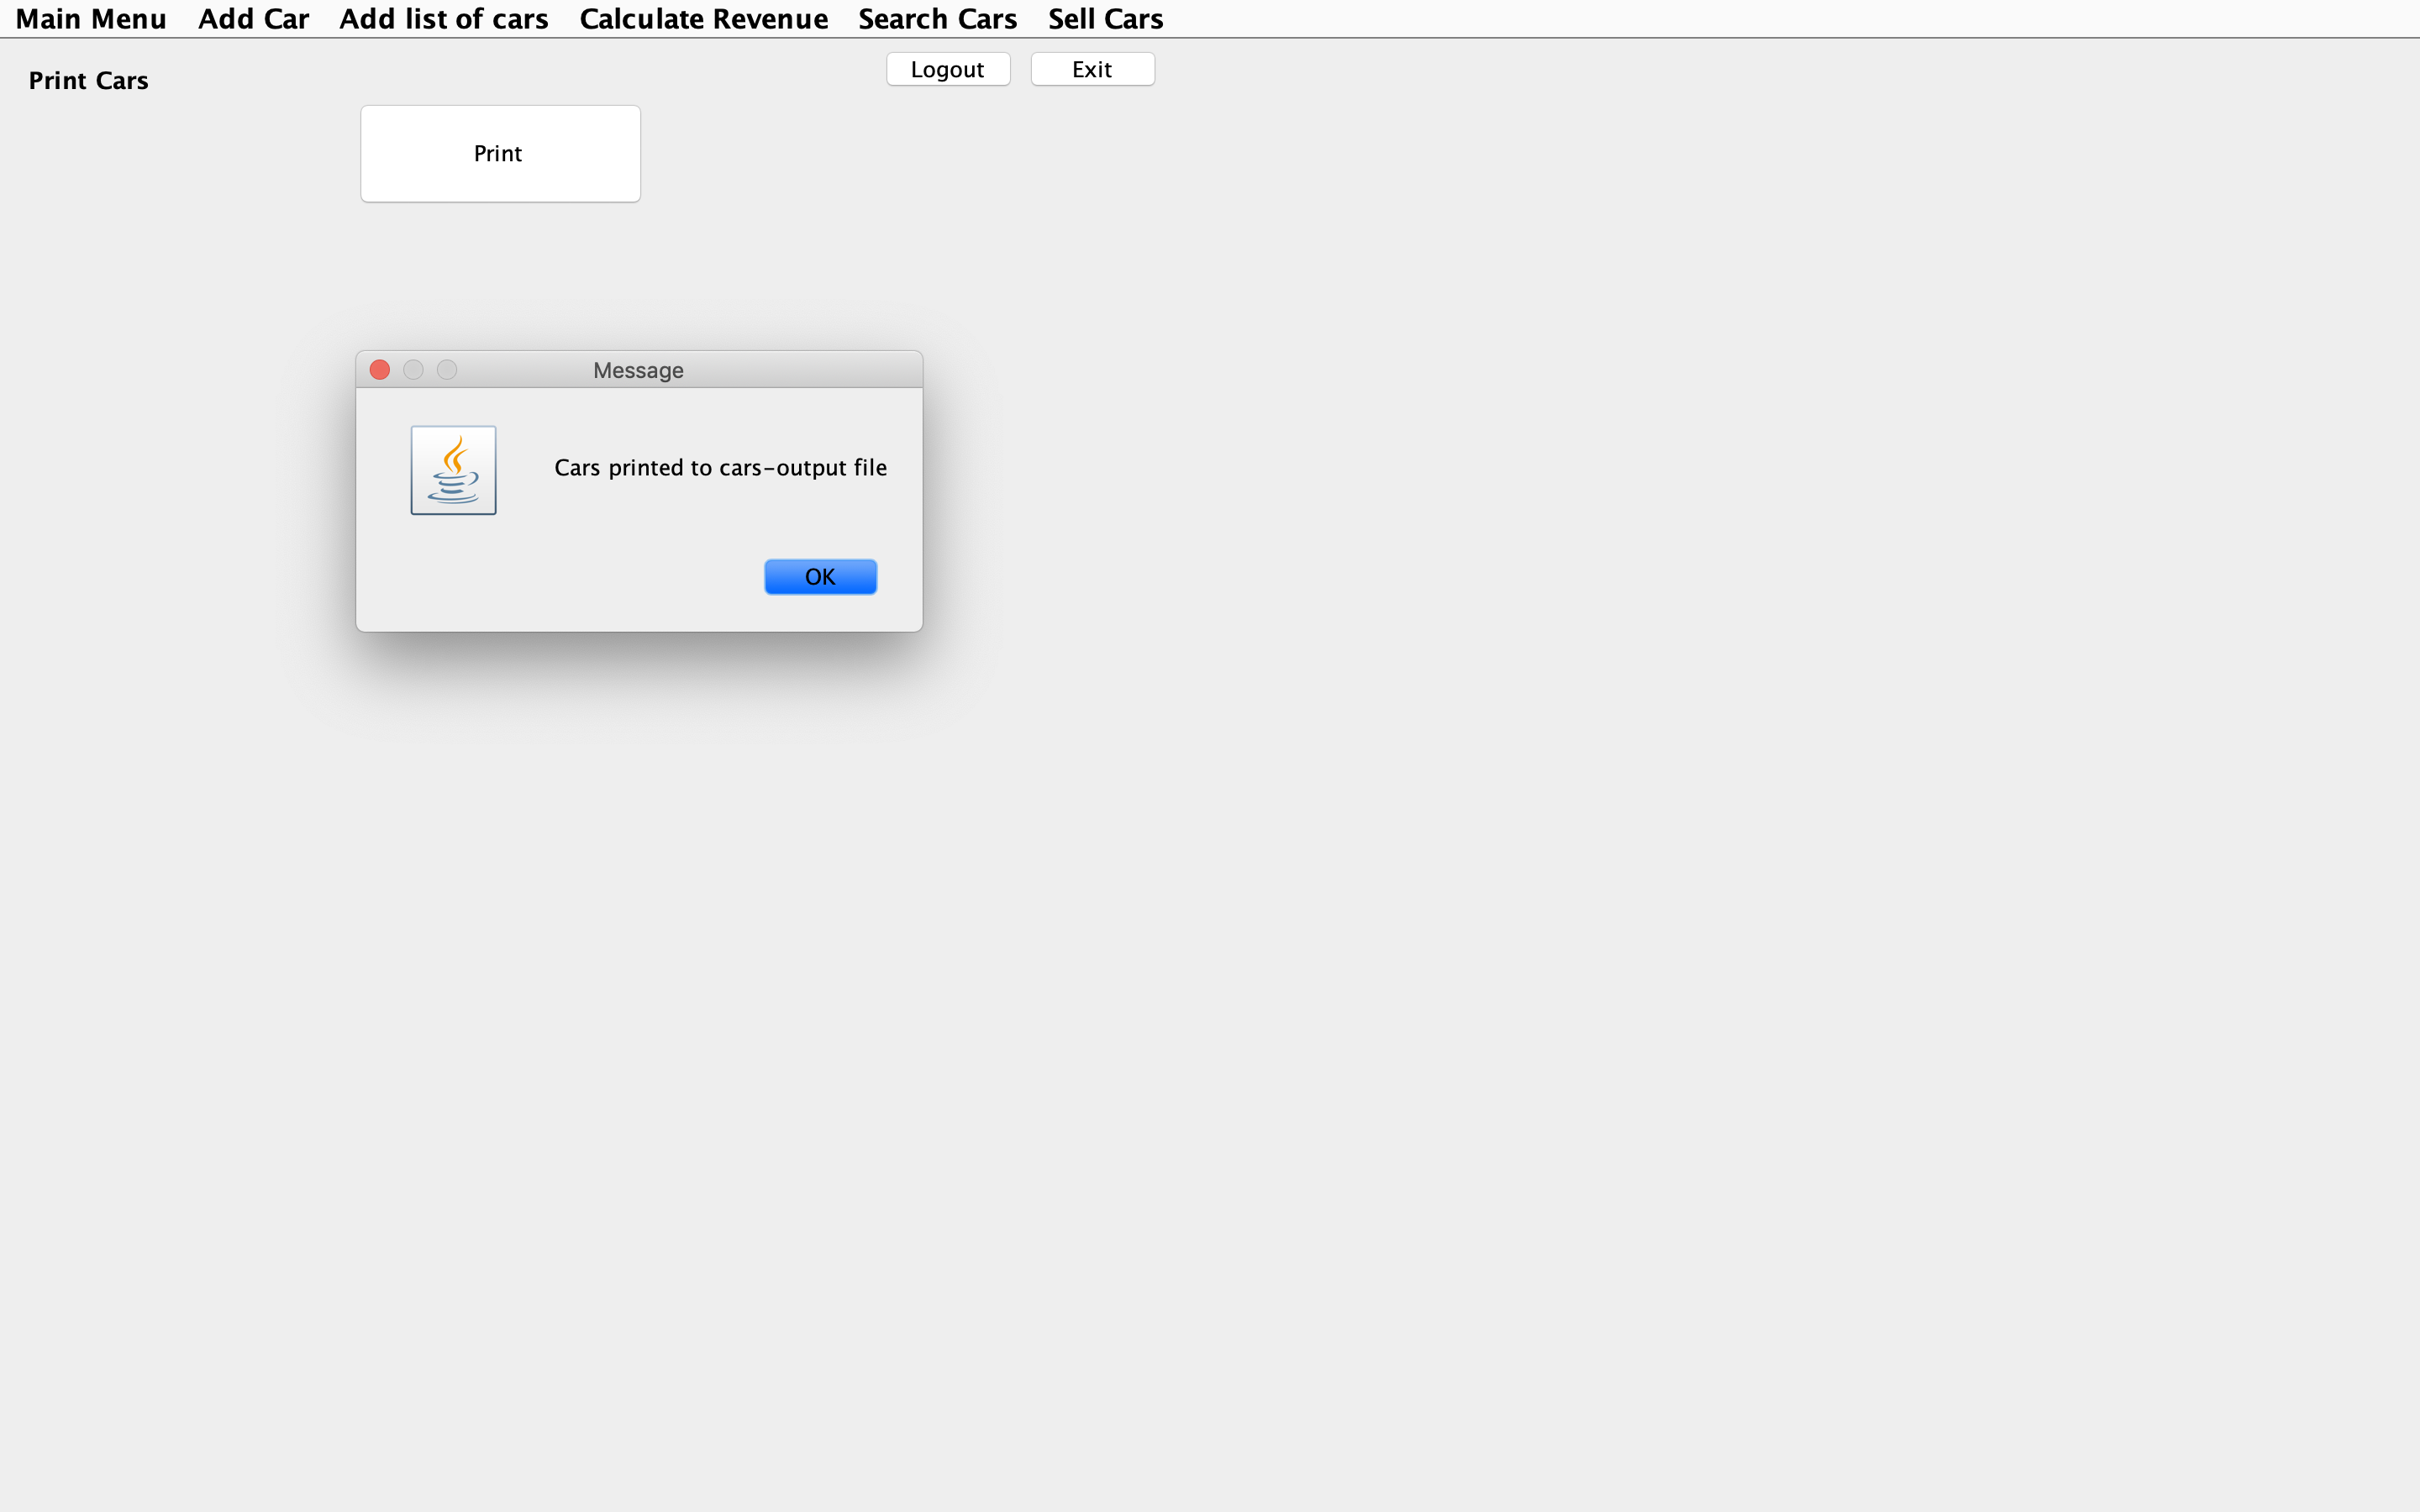 Main Menu Add Car Add list of cars Calculate Revenue Search Cars Sell Cars
Logout Exit
Print Cars
Print
Message
Cars printed to cars-output file
OK